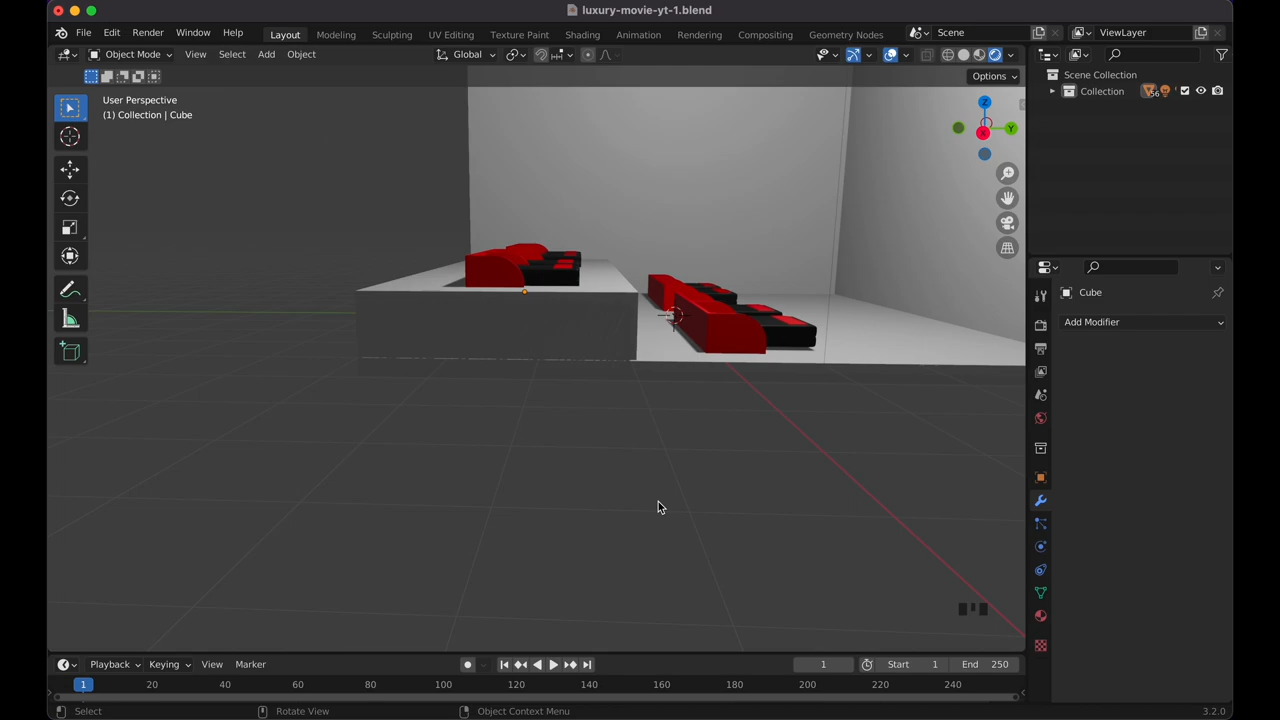 luxury-movie-yt-1.blend
File Edit Render Window Help Layout Modeling Sculpting UV Editing Texture Paint Shading Animation Rendering Compositing Geometry Nodes Scene ViewLayer
Object Mode View Select Add Object Global
Options
Scene Collection
Collection 56
User Perspective
(1) Collection | Cube
Z
Y
X
Cube
Add Modifier
Playback Keying View Marker 1 Start 1 End 250
1 20 40 60 80 100 120 140 160 180 200 220 240
Select Rotate View Object Context Menu 3.2.0